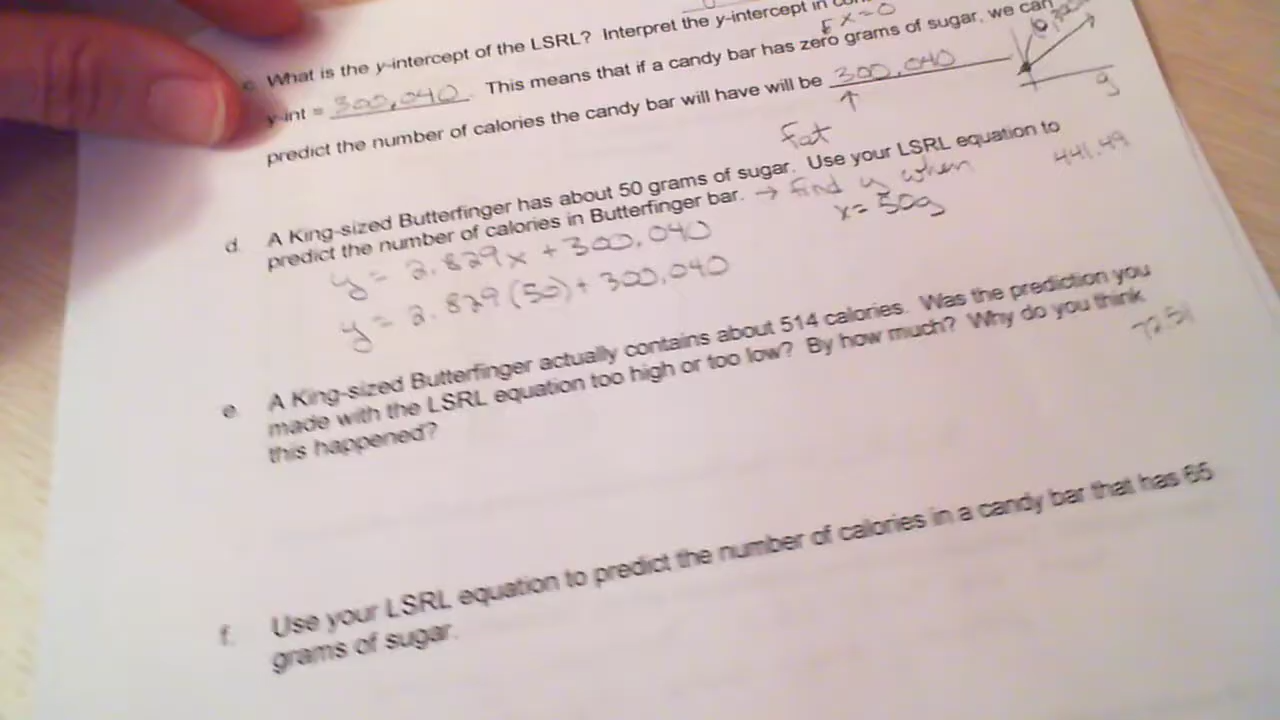 c. What is the y-intercept of the LSRL? Interpret the y-intercept in
x=0
y-int = 300,040. This means that if a candy bar has zero grams of sugar, we can
predict the number of calories the candy bar will have will be 300,040
g
Fat ↑
d. A King-sized Butterfinger has about 50 grams of sugar. Use your LSRL equation to
predict the number of calories in Butterfinger bar. → find y when
x= 50g
441.49
y = 2.829x + 300,040
y = 2.829(50)+ 300,040
e. A King-sized Butterfinger actually contains about 514 calories. Was the prediction you
made with the LSRL equation too high or too low? By how much? Why do you think
this happened?
72.51
f. Use your LSRL equation to predict the number of calories in a candy bar that has 65
grams of sugar.